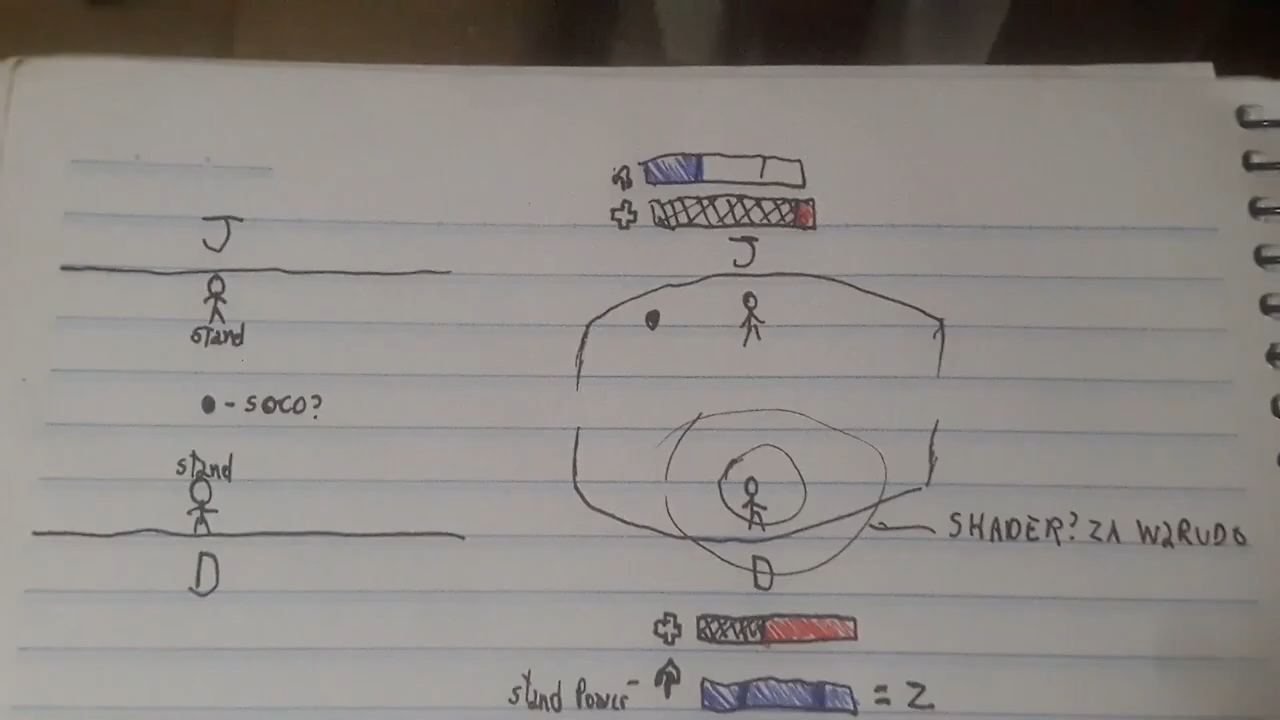 J
stand
- SOCO?
stand
D
J
SHADER? ZA WARUDO
D
stand Power -
= Z